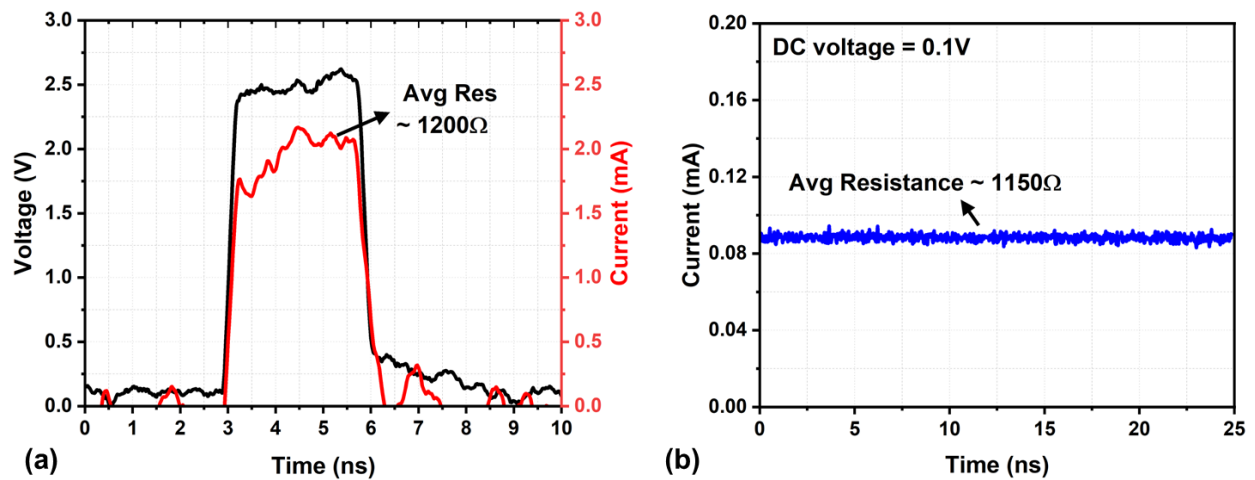 3.0
2.5
2.0
1.5
1.0
0.5
0.0
Voltage (V)
Avg Res
~ 1200Ω
3.0
2.5
2.0
1.5
1.0
0.5
0.0
Current (mA)
0 1 2 3 4 5 6 7 8 9 10
Time (ns)
(a)
0.20
0.16
0.12
0.08
0.04
0.00
Current (mA)
DC voltage = 0.1V
Avg Resistance ~ 1150Ω
0 5 10 15 20 25
Time (ns)
(b)